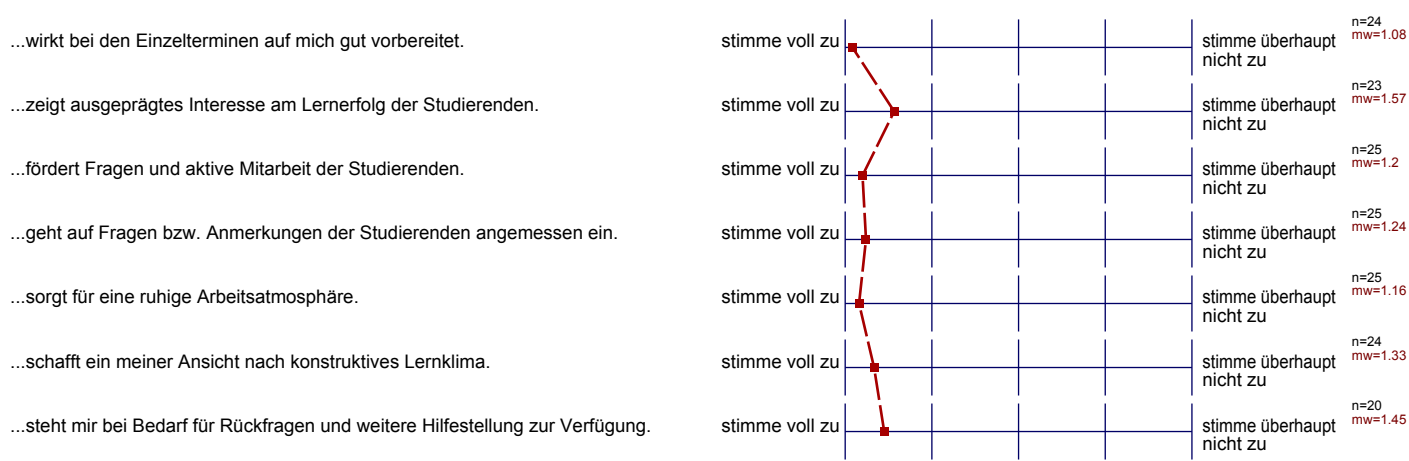 ...wirkt bei den Einzelterminen auf mich gut vorbereitet. stimme voll zu stimme überhaupt nicht zu n=24 mw=1.08
...zeigt ausgeprägtes Interesse am Lernerfolg der Studierenden. stimme voll zu stimme überhaupt nicht zu n=23 mw=1.57
...fördert Fragen und aktive Mitarbeit der Studierenden. stimme voll zu stimme überhaupt nicht zu n=25 mw=1.2
...geht auf Fragen bzw. Anmerkungen der Studierenden angemessen ein. stimme voll zu stimme überhaupt nicht zu n=25 mw=1.24
...sorgt für eine ruhige Arbeitsatmosphäre. stimme voll zu stimme überhaupt nicht zu n=25 mw=1.16
...schafft ein meiner Ansicht nach konstruktives Lernklima. stimme voll zu stimme überhaupt nicht zu n=24 mw=1.33
...steht mir bei Bedarf für Rückfragen und weitere Hilfestellung zur Verfügung. stimme voll zu stimme überhaupt nicht zu n=20 mw=1.45